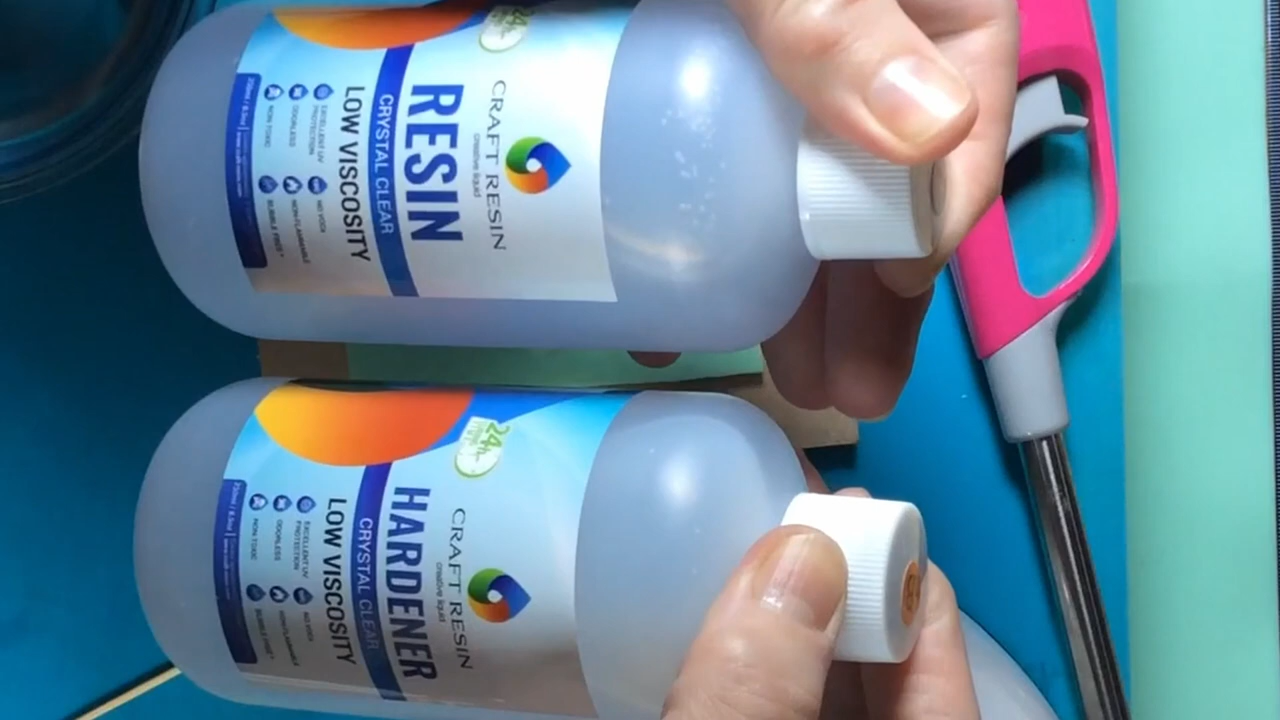 CRAFT RESIN
creative liquid
RESIN
CRYSTAL CLEAR
LOW VISCOSITY
EXCELLENT UV
PROTECTION
NO VOCs
ODORLESS
NON-FLAMMABLE
NON TOXIC
BUBBLE FREE*
24h
CRAFT RESIN
creative liquid
HARDENER
CRYSTAL CLEAR
LOW VISCOSITY
EXCELLENT UV
PROTECTION
NO VOCs
ODORLESS
NON-FLAMMABLE
NON TOXIC
BUBBLE FREE*
24h